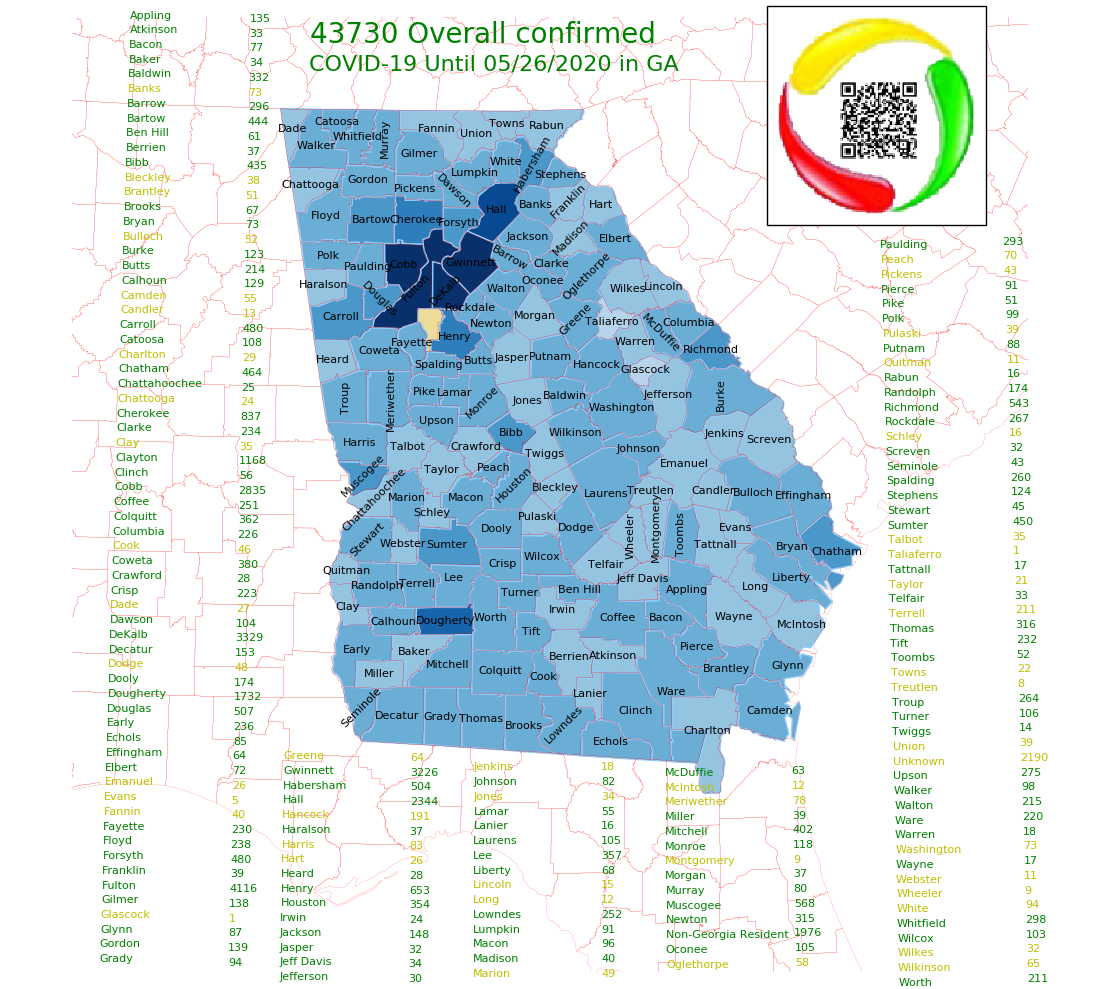 43730 Overall confirmed
COVID-19 Until 05/26/2020 in GA
Appling 135
Atkinson 33
Bacon 77
Baker 34
Baldwin 332
Banks 73
Barrow 296
Bartow 444
Ben Hill 61
Berrien 37
Bibb 435
Bleckley 38
Brantley 51
Brooks 67
Bryan 73
Bulloch 52
Burke 123
Butts 214
Calhoun 129
Camden 55
Candler 13
Carroll 480
Catoosa 108
Charlton 29
Chatham 464
Chattahoochee 25
Chattooga 24
Cherokee 837
Clarke 234
Clay 35
Clayton 1168
Clinch 56
Cobb 2835
Coffee 251
Colquitt 362
Columbia 226
Cook 46
Coweta 380
Crawford 28
Crisp 223
Dade 27
Dawson 104
DeKalb 3329
Decatur 153
Dodge 48
Dooly 174
Dougherty 1732
Douglas 507
Early 236
Echols 85
Effingham 64
Elbert 72
Emanuel 26
Evans 5
Fannin 40
Fayette 230
Floyd 238
Forsyth 480
Franklin 39
Fulton 4116
Gilmer 138
Glascock 1
Glynn 87
Gordon 139
Grady 94
Greene 64
Gwinnett 3226
Habersham 504
Hall 2344
Hancock 191
Haralson 37
Harris 83
Hart 26
Heard 28
Henry 653
Houston 354
Irwin 24
Jackson 148
Jasper 32
Jeff Davis 34
Jefferson 30
Jenkins 18
Johnson 82
Jones 34
Lamar 55
Lanier 16
Laurens 105
Lee 357
Liberty 68
Lincoln 15
Long 12
Lowndes 252
Lumpkin 91
Macon 96
Madison 40
Marion 49
McDuffie 63
McIntosh 12
Meriwether 78
Miller 39
Mitchell 402
Monroe 118
Montgomery 9
Morgan 37
Murray 80
Muscogee 568
Newton 315
Non-Georgia Resident 1976
Oconee 105
Oglethorpe 58
Paulding 293
Peach 70
Pickens 43
Pierce 91
Pike 51
Polk 99
Pulaski 39
Putnam 88
Quitman 11
Rabun 16
Randolph 174
Richmond 543
Rockdale 267
Schley 16
Screven 32
Seminole 43
Spalding 260
Stephens 124
Stewart 45
Sumter 450
Talbot 35
Taliaferro 1
Tattnall 17
Taylor 21
Telfair 33
Terrell 211
Thomas 316
Tift 232
Toombs 52
Towns 22
Treutlen 8
Troup 264
Turner 106
Twiggs 14
Union 39
Unknown 2190
Upson 275
Walker 98
Walton 215
Ware 220
Warren 18
Washington 73
Wayne 17
Webster 11
Wheeler 9
White 94
Whitfield 298
Wilcox 103
Wilkes 32
Wilkinson 65
Worth 211
Dade
Catoosa
Whitfield
Walker
Murray
Fannin
Union
Towns
Rabun
Gilmer
White
Habersham
Lumpkin
Stephens
Chattooga
Gordon
Pickens
Dawson
Hall
Banks
Franklin
Hart
Floyd
Bartow
Cherokee
Forsyth
Jackson
Madison
Elbert
Polk
Paulding
Cobb
Gwinnett
Barrow
Clarke
Oglethorpe
Haralson
Douglas
Fulton
DeKalb
Walton
Oconee
Wilkes
Lincoln
Carroll
Rockdale
Newton
Morgan
Greene
Taliaferro
McDuffie
Columbia
Fayette
Henry
Warren
Richmond
Heard
Coweta
Spalding
Butts
Jasper
Putnam
Hancock
Glascock
Troup
Meriwether
Pike
Lamar
Monroe
Jones
Baldwin
Washington
Jefferson
Burke
Upson
Harris
Talbot
Crawford
Bibb
Wilkinson
Twiggs
Johnson
Jenkins
Screven
Emanuel
Muscogee
Chattahoochee
Taylor
Peach
Houston
Bleckley
Laurens
Treutlen
Candler
Bulloch
Effingham
Marion
Macon
Schley
Pulaski
Dooly
Dodge
Wheeler
Montgomery
Toombs
Evans
Tattnall
Bryan
Chatham
Stewart
Webster
Sumter
Crisp
Wilcox
Telfair
Quitman
Randolph
Terrell
Lee
Turner
Ben Hill
Jeff Davis
Appling
Long
Liberty
Clay
Calhoun
Dougherty
Worth
Irwin
Tift
Coffee
Bacon
Wayne
McIntosh
Early
Baker
Mitchell
Berrien
Atkinson
Pierce
Brantley
Glynn
Miller
Colquitt
Cook
Lanier
Ware
Clinch
Camden
Seminole
Decatur
Grady
Thomas
Brooks
Lowndes
Echols
Charlton